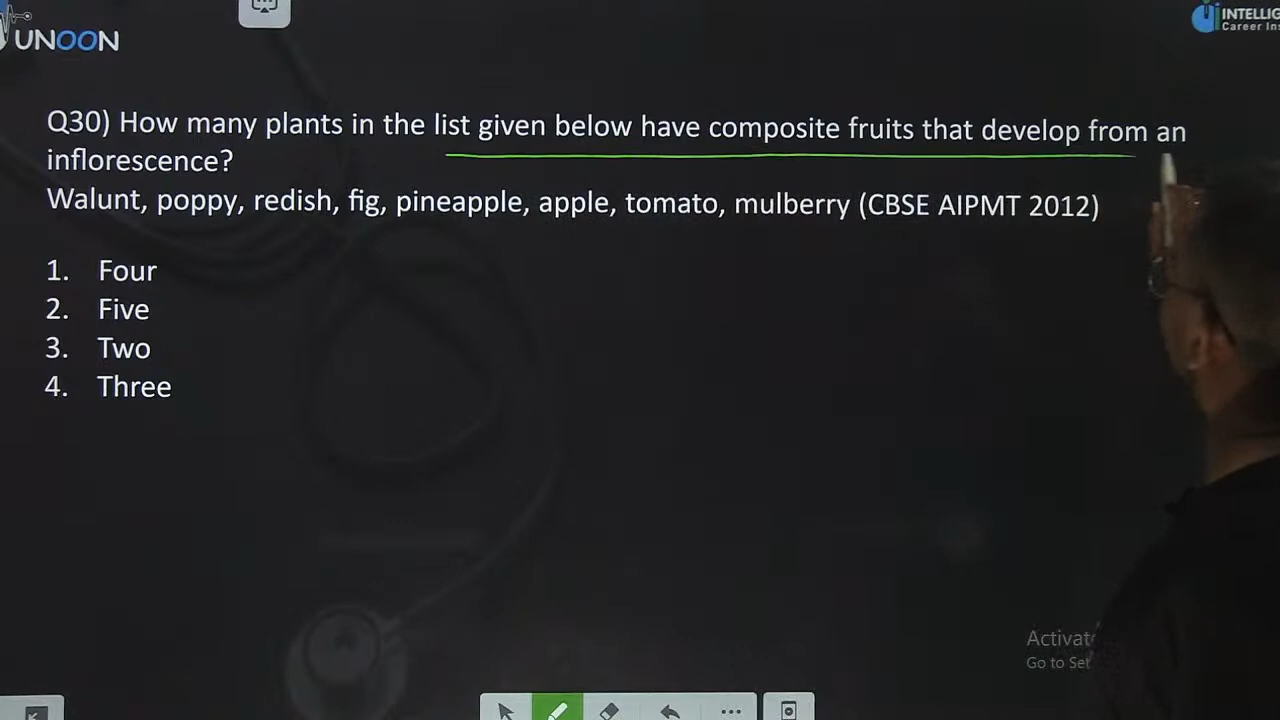 UNOON
INTELLIG
Career Ins
Q30) How many plants in the list given below have composite fruits that develop from an
inflorescence?
Walunt, poppy, redish, fig, pineapple, apple, tomato, mulberry (CBSE AIPMT 2012)
1. Four
2. Five
3. Two
4. Three
Activat
Go to Set